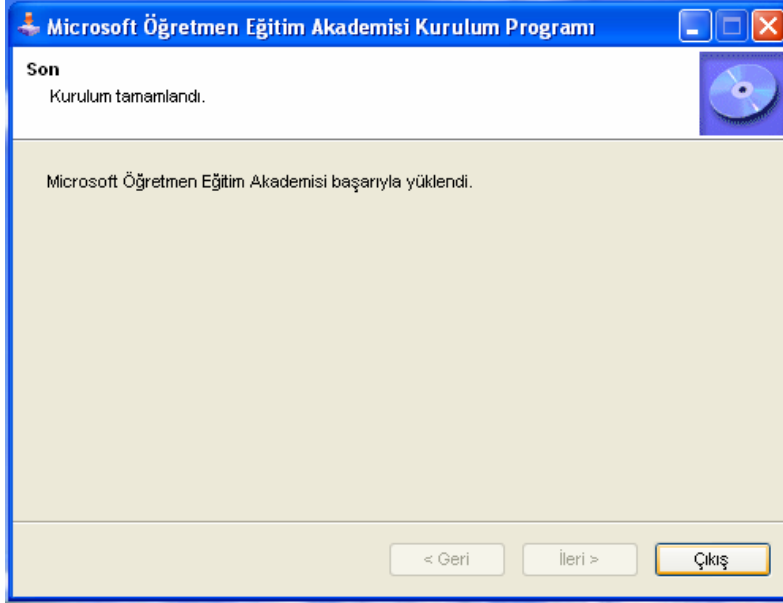 Microsoft Öğretmen Eğitim Akademisi Kurulum Programı
Son
Kurulum tamamlandı.
Microsoft Öğretmen Eğitim Akademisi başarıyla yüklendi.
< Geri
İleri >
Çıkış